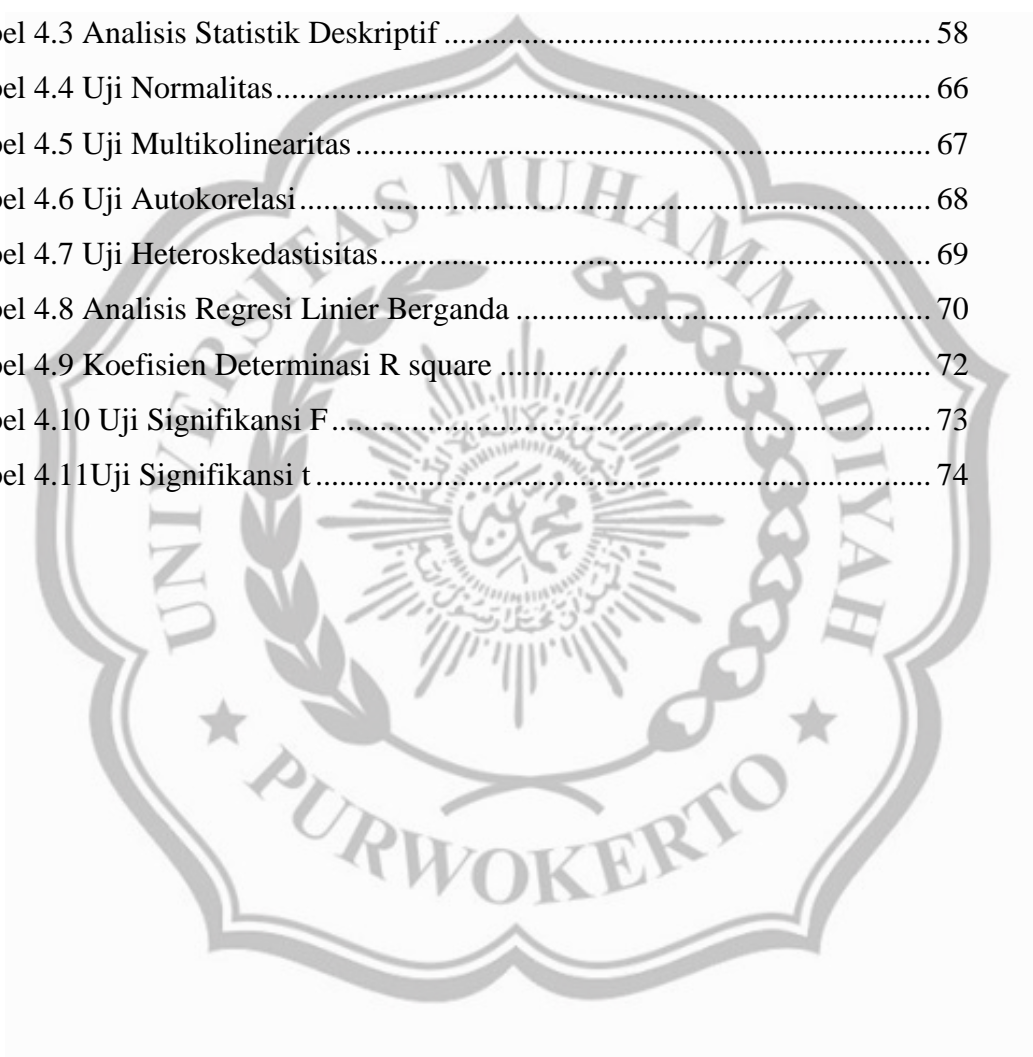 bel 4.3 Analisis Statistik Deskriptif ............................................................ 58
bel 4.4 Uji Normalitas ................................................................................. 66
bel 4.5 Uji Multikolinearitas ....................................................................... 67
bel 4.6 Uji Autokorelasi .............................................................................. 68
bel 4.7 Uji Heteroskedastisitas .................................................................... 69
bel 4.8 Analisis Regresi Linier Berganda ................................................... 70
bel 4.9 Koefisien Determinasi R square ..................................................... 72
bel 4.10 Uji Signifikansi F .......................................................................... 73
bel 4.11Uji Signifikansi t ............................................................................ 74
UNIVERSITAS MUHAMMADIYAH
PURWOKERTO
محمد